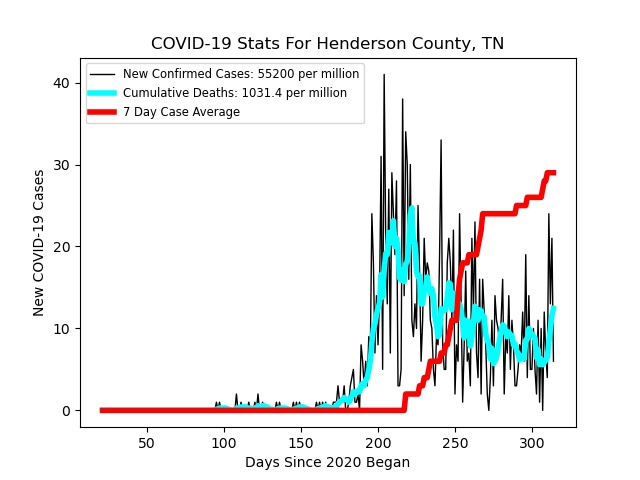 COVID-19 Stats For Henderson County, TN
New Confirmed Cases: 55200 per million
Cumulative Deaths: 1031.4 per million
7 Day Case Average
New COVID-19 Cases
40
30
20
10
0
50 100 150 200 250 300
Days Since 2020 Began